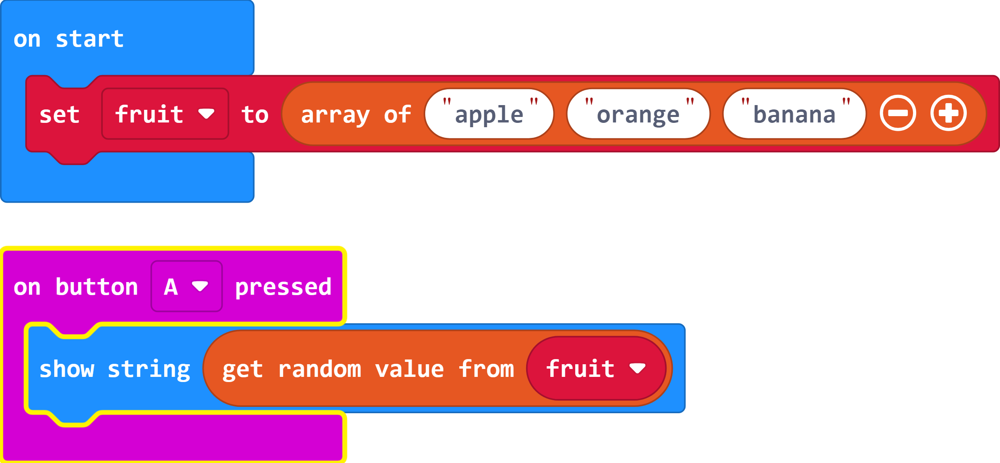 on start
set fruit to array of "apple" "orange" "banana"
on button A pressed
show string get random value from fruit